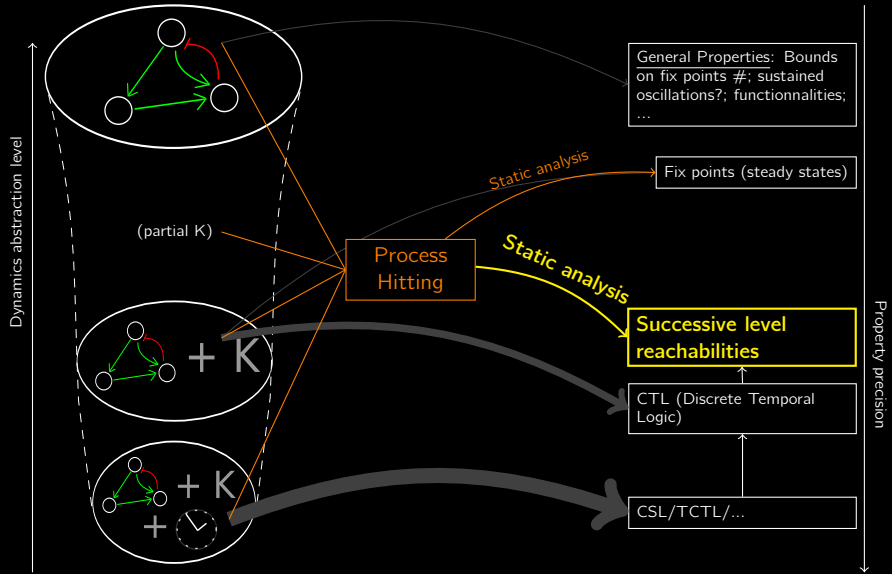 Dynamics abstraction level
General Properties: Bounds
on fix points #; sustained
oscillations?; functionnalities;
...
Static analysis
Fix points (steady states)
(partial K)
Process
Hitting
Static analysis
Successive level
reachabilities
+ K
CTL (Discrete Temporal
Logic)
+ K
+
CSL/TCTL/...
Property precision